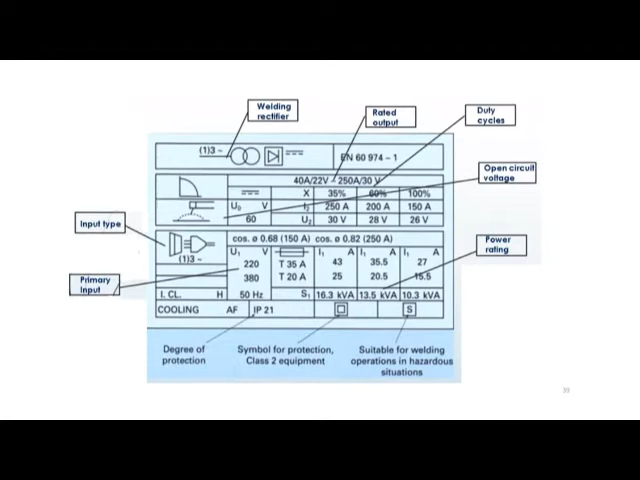 Welding
rectifier
Rated
output
Duty
cycles
(1)3 ~
EN 60 974 – 1
Open circuit
voltage
40A/22V – 250A/30 V
X 35% 60% 100%
U₀ V I₂ 250 A 200 A 150 A
60 U₂ 30 V 28 V 26 V
Input type
cos. ø 0.68 (150 A) cos. ø 0.82 (250 A)
Power
rating
(1)3 ~
U₁ V I₁ A I₁ A I₁ A
220 T 35 A 43 35.5 27
380 T 20 A 25 20.5 15.5
Primary
Input
I. CL. H 50 Hz S₁ 16.3 kVA 13.5 kVA 10.3 kVA
COOLING AF IP 21 S
Degree of
protection
Symbol for protection,
Class 2 equipment
Suitable for welding
operations in hazardous
situations